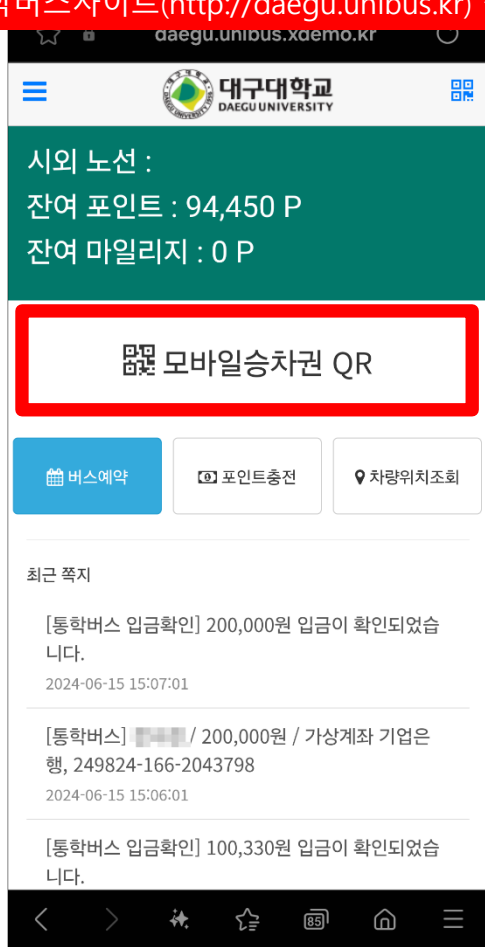 버스사이트(http://daegu.unibus.kr)
daegu.unibus.xdemo.kr
대구대학교
DAEGU UNIVERSITY
시외 노선 :
잔여 포인트 : 94,450 P
잔여 마일리지 : 0 P
모바일승차권 QR
버스예약
포인트충전
차량위치조회
최근 쪽지
[통학버스 입금확인] 200,000원 입금이 확인되었습
니다.
2024-06-15 15:07:01
[통학버스] / 200,000원 / 가상계좌 기업은
행, 249824-166-2043798
2024-06-15 15:06:01
[통학버스 입금확인] 100,330원 입금이 확인되었습
니다.
85